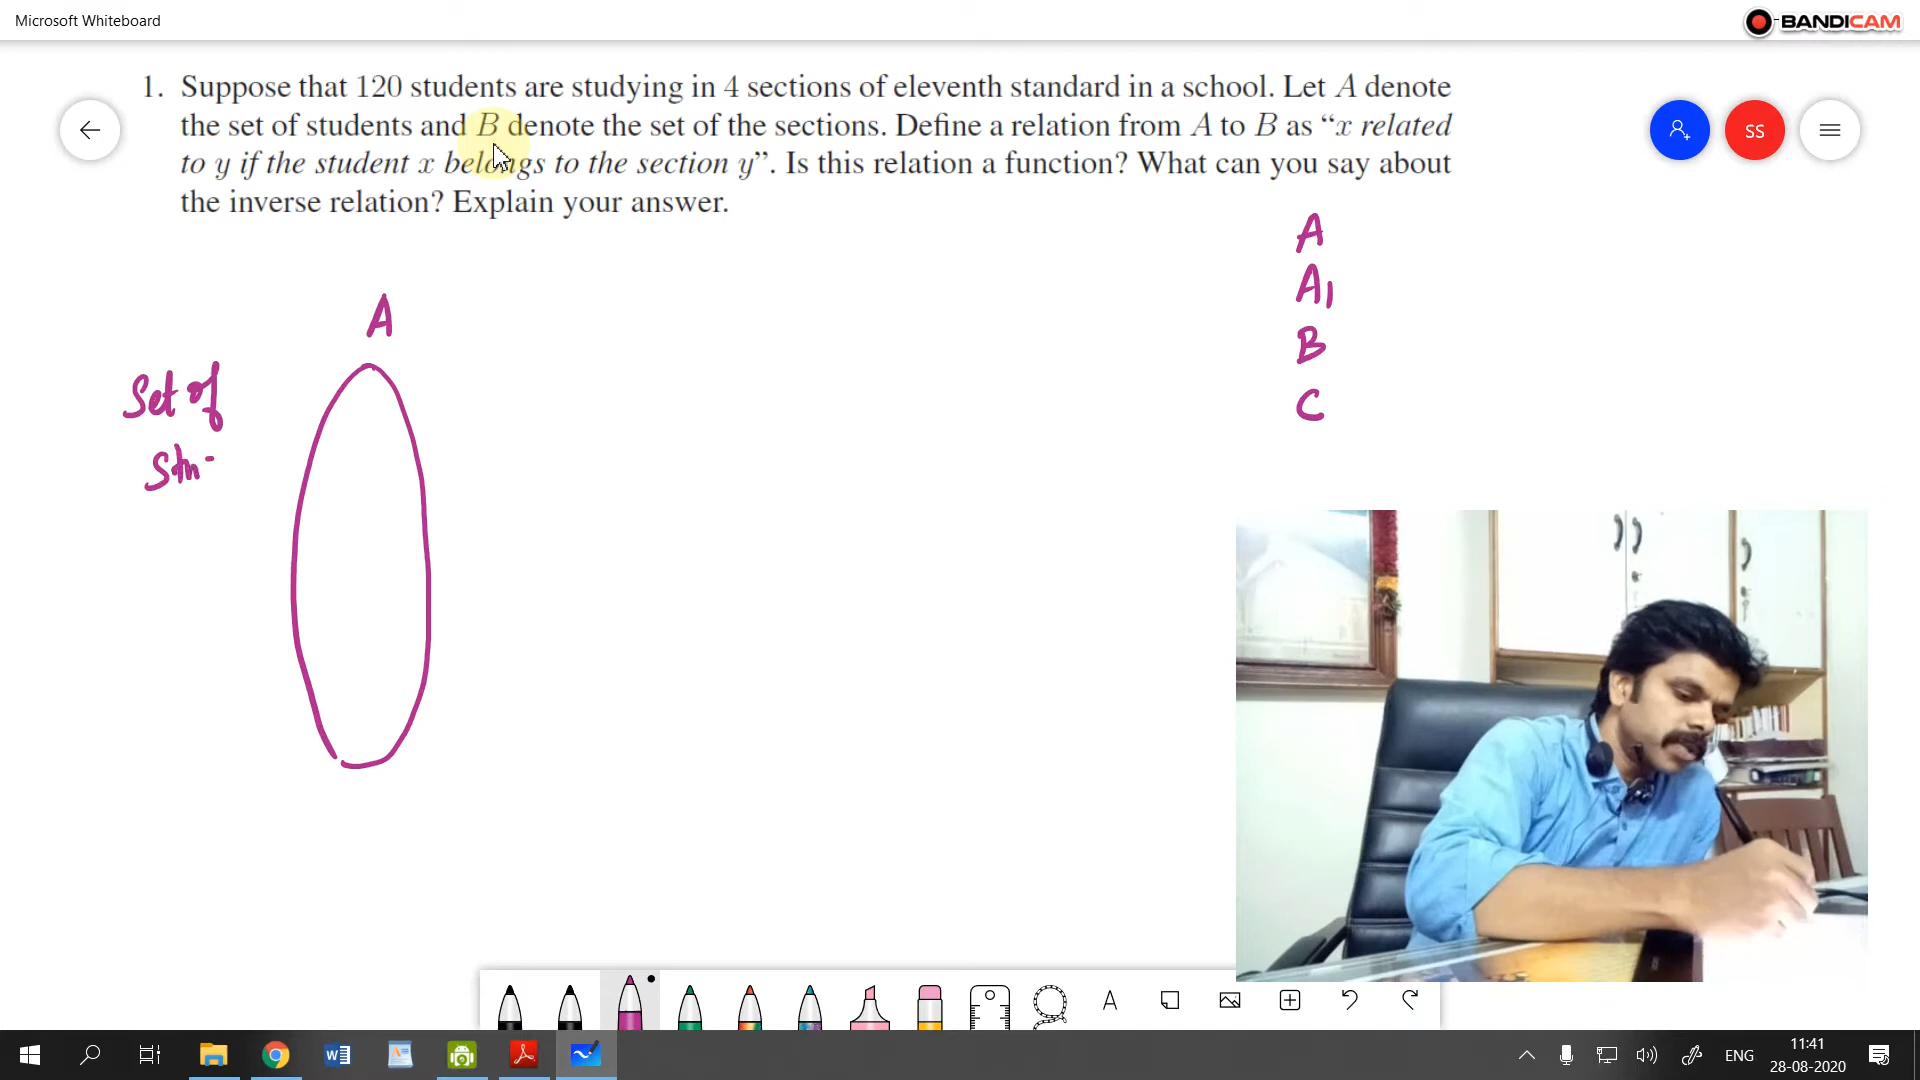 Microsoft Whiteboard
BANDICAM
1. Suppose that 120 students are studying in 4 sections of eleventh standard in a school. Let A denote
the set of students and B denote the set of the sections. Define a relation from A to B as “x related
to y if the student x belongs to the section y”. Is this relation a function? What can you say about
the inverse relation? Explain your answer.
SS
A
A1
B
C
A
Set of
Stu
ENG
11:41
28-08-2020